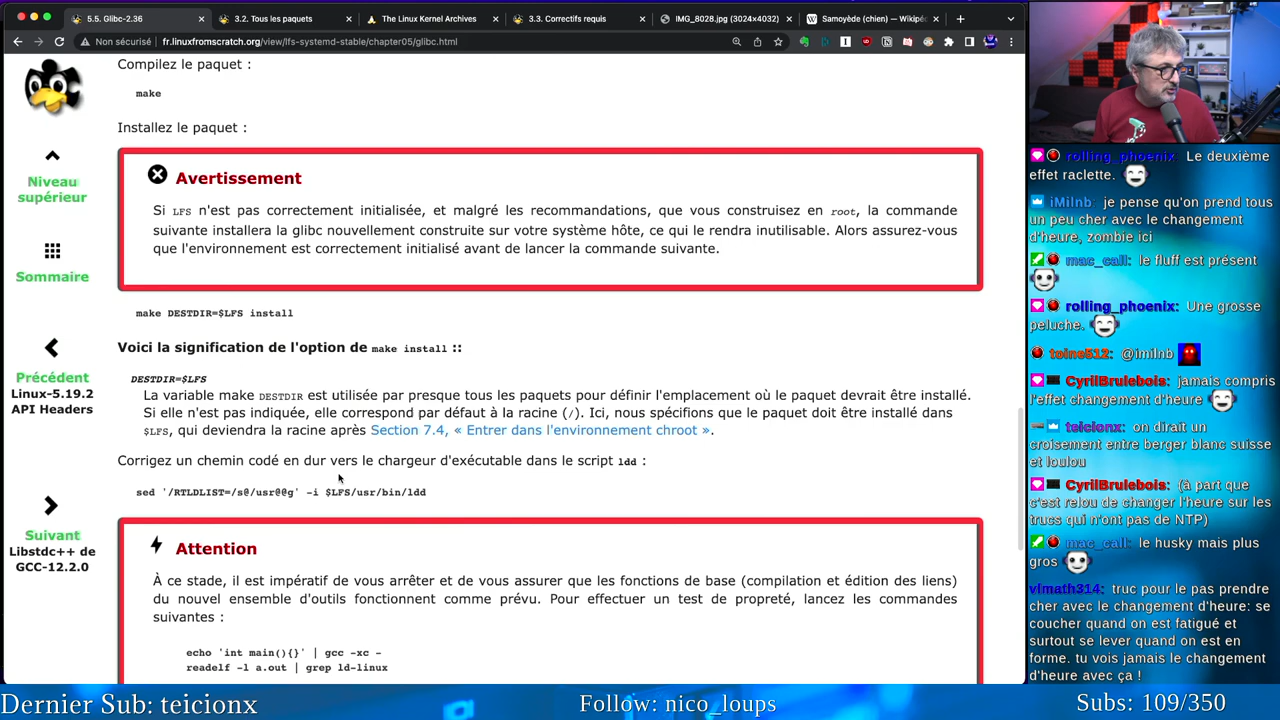 5.5. Glibc-2.36
3.2. Tous les paquets
The Linux Kernel Archives
3.3. Correctifs requis
IMG_8028.jpg (3024×4032)
Samoyède (chien) — Wikipé
Non sécurisé
fr.linuxfromscratch.org/view/lfs-systemd-stable/chapter05/glibc.html
Niveau
supérieur
Sommaire
Précédent
Linux-5.19.2
API Headers
Suivant
Libstdc++ de
GCC-12.2.0
Compilez le paquet :
make
Installez le paquet :
Avertissement
Si LFS n'est pas correctement initialisée, et malgré les recommandations, que vous construisez en root, la commande
suivante installera la glibc nouvellement construite sur votre système hôte, ce qui le rendra inutilisable. Alors assurez-vous
que l'environnement est correctement initialisé avant de lancer la commande suivante.
make DESTDIR=$LFS install
Voici la signification de l'option de make install ::
DESTDIR=$LFS
La variable make DESTDIR est utilisée par presque tous les paquets pour définir l'emplacement où le paquet devrait être installé.
Si elle n'est pas indiquée, elle correspond par défaut à la racine (/). Ici, nous spécifions que le paquet doit être installé dans
$LFS, qui deviendra la racine après Section 7.4, « Entrer dans l'environnement chroot ».
Corrigez un chemin codé en dur vers le chargeur d'exécutable dans le script ldd :
sed '/RTLDLIST=/s@/usr@@g' -i $LFS/usr/bin/ldd
Attention
À ce stade, il est impératif de vous arrêter et de vous assurer que les fonctions de base (compilation et édition des liens)
du nouvel ensemble d'outils fonctionnent comme prévu. Pour effectuer un test de propreté, lancez les commandes
suivantes :
echo 'int main(){}' | gcc -xc -
readelf -l a.out | grep ld-linux
rolling_phoenix: Le deuxième
effet raclette.
iMilnb: je pense qu'on prend tous
un peu cher avec le changement
d'heure, zombie ici
mac_call: le fluff est présent
rolling_phoenix: Une grosse
peluche.
toine512: @imilnb
CyrilBrulebois: jamais compris
l'effet changement d'heure
teicionx: on dirait un
croisement entre berger blanc suisse
et loulou
CyrilBrulebois: (à part que
c'est relou de changer l'heure sur les
trucs qui n'ont pas de NTP)
mac_call: le husky mais plus
gros
vlmath314: truc pour le pas prendre
cher avec le changement d'heure: se
coucher quand on est fatigué et
surtout se lever quand on est en
forme. tu vois jamais le changement
d'heure avec ça !
Dernier Sub: teicionx
Follow: nico_loups
Subs: 109/350